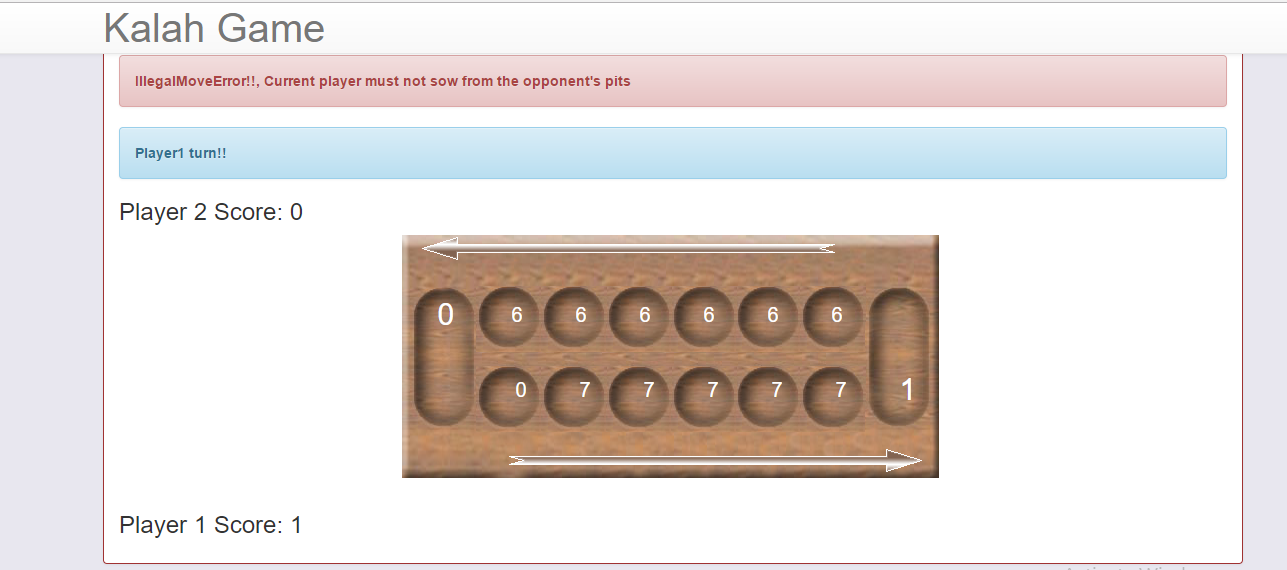 Kalah Game
IllegalMoveError!!, Current player must not sow from the opponent's pits
Player1 turn!!
Player 2 Score: 0
0 6 6 6 6 6 6
0 7 7 7 7 7 1
Player 1 Score: 1